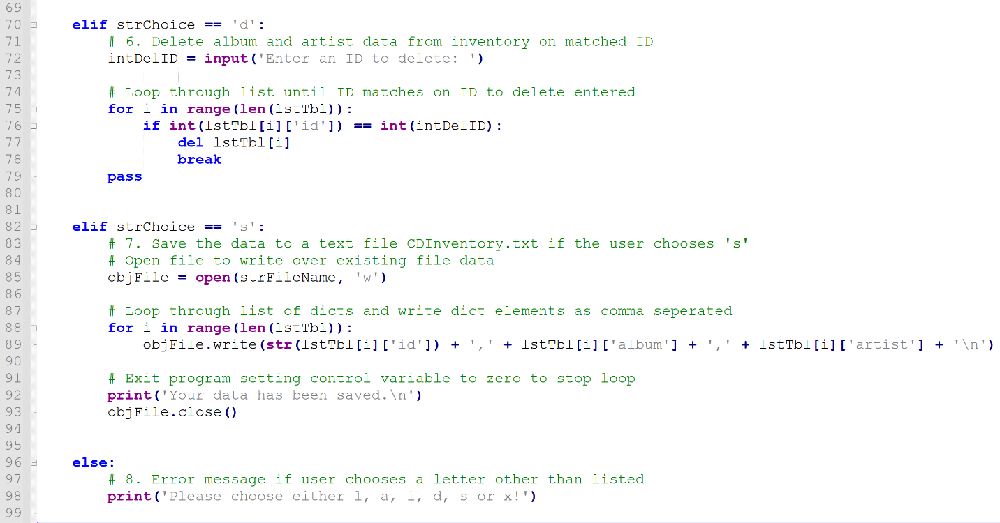 69
70 elif strChoice == 'd':
71 # 6. Delete album and artist data from inventory on matched ID
72 intDelID = input('Enter an ID to delete: ')
73
74 # Loop through list until ID matches on ID to delete entered
75 for i in range(len(lstTbl)):
76 if int(lstTbl[i]['id']) == int(intDelID):
77 del lstTbl[i]
78 break
79 pass
80
81
82 elif strChoice == 's':
83 # 7. Save the data to a text file CDInventory.txt if the user chooses 's'
84 # Open file to write over existing file data
85 objFile = open(strFileName, 'w')
86
87 # Loop through list of dicts and write dict elements as comma seperated
88 for i in range(len(lstTbl)):
89 objFile.write(str(lstTbl[i]['id']) + ',' + lstTbl[i]['album'] + ',' + lstTbl[i]['artist'] + '\n')
90
91 # Exit program setting control variable to zero to stop loop
92 print('Your data has been saved.\n')
93 objFile.close()
94
95
96 else:
97 # 8. Error message if user chooses a letter other than listed
98 print('Please choose either l, a, i, d, s or x!')
99